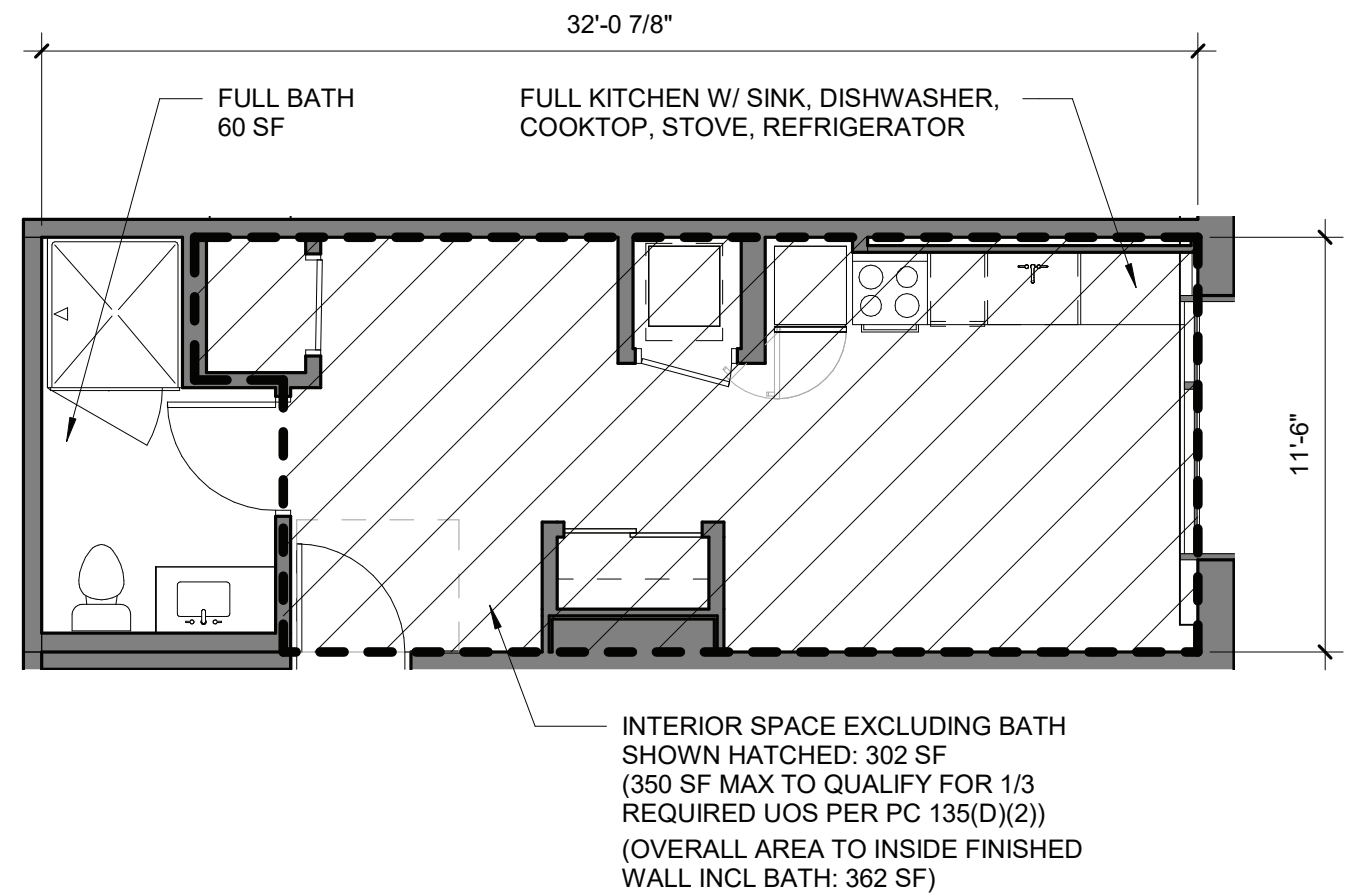 32'-0 7/8"
FULL BATH
60 SF
FULL KITCHEN W/ SINK, DISHWASHER,
COOKTOP, STOVE, REFRIGERATOR
11'-6"
INTERIOR SPACE EXCLUDING BATH
SHOWN HATCHED: 302 SF
(350 SF MAX TO QUALIFY FOR 1/3
REQUIRED UOS PER PC 135(D)(2))
(OVERALL AREA TO INSIDE FINISHED
WALL INCL BATH: 362 SF)